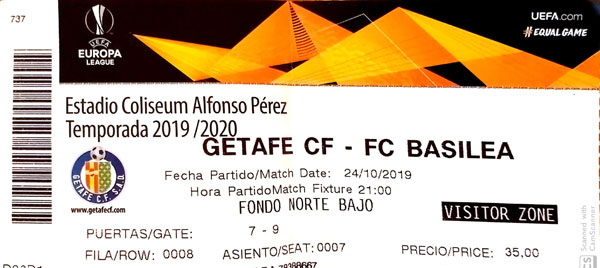 737
UEFA
EUROPA
LEAGUE
UEFA.com
#EQUALGAME
Estadio Coliseum Alfonso Pérez
Temporada 2019 /2020
GETAFE CF - FC BASILEA
Fecha Partido/Match Date: 24/10/2019
Hora PartidoMatch Fixture 21:00
FONDO NORTE BAJO
VISITOR ZONE
GETAFE C.F. S.A.D.
www.getafecf.com
PUERTAS/GATE: 7 - 9
FILA/ROW: 0008 ASIENTO/SEAT: 0007 PRECIO/PRICE: 35,00
Scanned with
CamScanner
CS